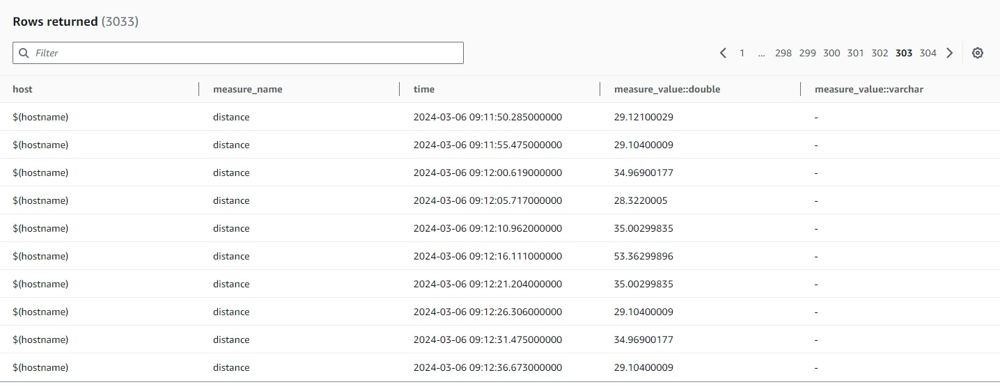 Rows returned (3033)
Filter
1 ... 298 299 300 301 302 303 304
host measure_name time measure_value::double measure_value::varchar
$(hostname) distance 2024-03-06 09:11:50.285000000 29.12100029 -
$(hostname) distance 2024-03-06 09:11:55.475000000 29.10400009 -
$(hostname) distance 2024-03-06 09:12:00.619000000 34.96900177 -
$(hostname) distance 2024-03-06 09:12:05.717000000 28.3220005 -
$(hostname) distance 2024-03-06 09:12:10.962000000 35.00299835 -
$(hostname) distance 2024-03-06 09:12:16.111000000 53.36299896 -
$(hostname) distance 2024-03-06 09:12:21.204000000 35.00299835 -
$(hostname) distance 2024-03-06 09:12:26.306000000 29.10400009 -
$(hostname) distance 2024-03-06 09:12:31.475000000 34.96900177 -
$(hostname) distance 2024-03-06 09:12:36.673000000 29.10400009 -